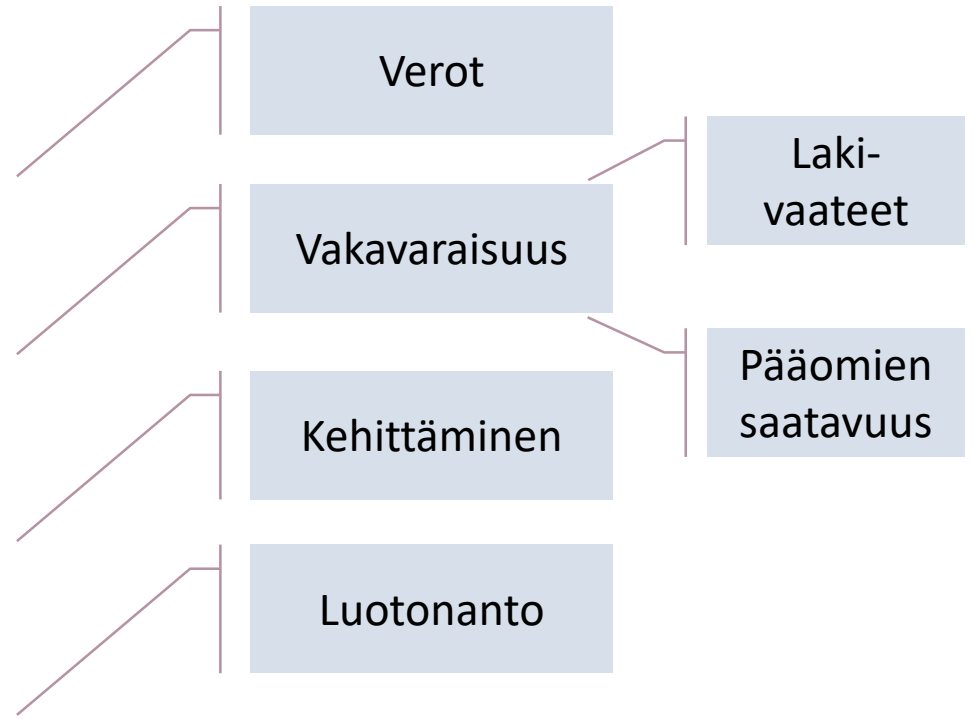 Verot
Vakavaraisuus
Laki-
vaateet
Pääomien
saatavuus
Kehittäminen
Luotonanto